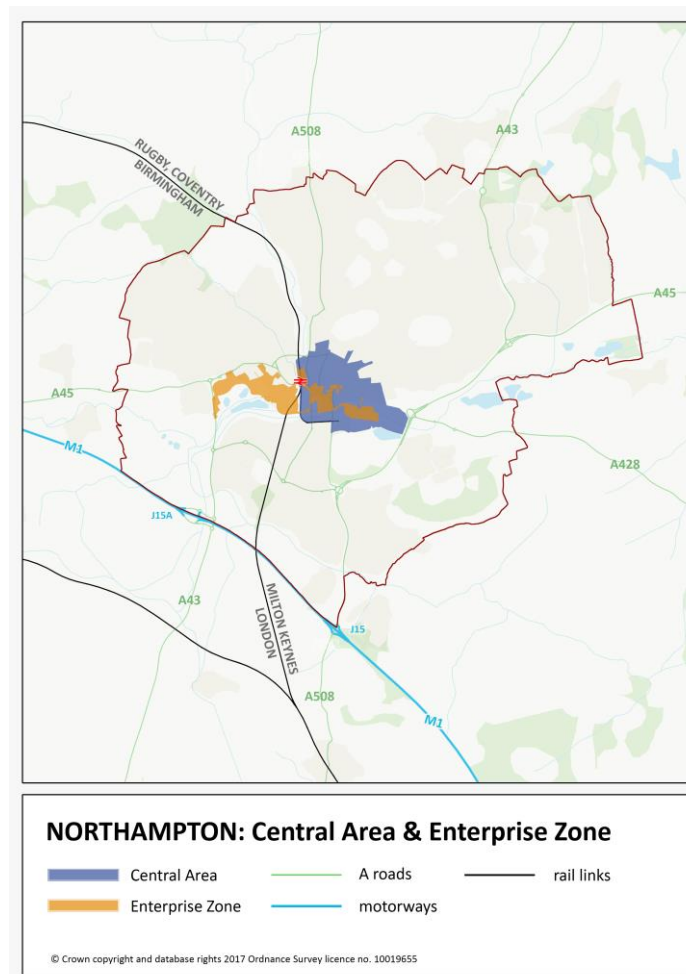 A508
A43
RUGBY, COVENTRY
BIRMINGHAM
A45
A45
M1
A428
J15A
A43
MILTON KEYNES
LONDON
J15
A508
M1
NORTHAMPTON: Central Area & Enterprise Zone
Central Area
A roads
rail links
Enterprise Zone
motorways
© Crown copyright and database rights 2017 Ordnance Survey licence no. 10019655